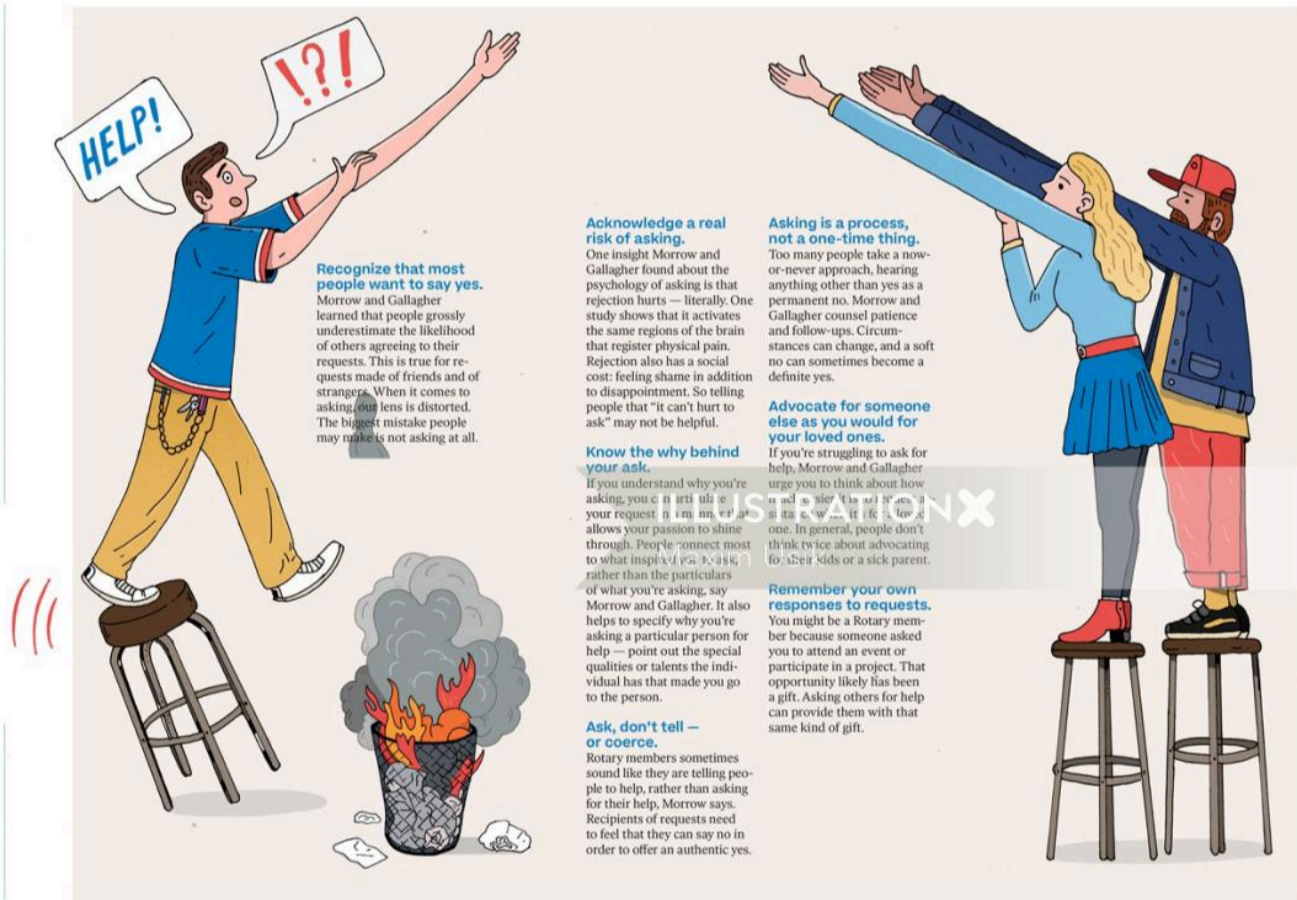 HELP!
!?!
Recognize that most
people want to say yes.
Morrow and Gallagher
learned that people grossly
underestimate the likelihood
of others agreeing to their
requests. This is true for re-
quests made of friends and of
strangers. When it comes to
asking, our lens is distorted.
The biggest mistake people
may make is not asking at all.
Acknowledge a real
risk of asking.
One insight Morrow and
Gallagher found about the
psychology of asking is that
rejection hurts — literally. One
study shows that it activates
the same regions of the brain
that register physical pain.
Rejection also has a social
cost: feeling shame in addition
to disappointment. So telling
people that “it can’t hurt to
ask” may not be helpful.
Know the why behind
your ask.
If you understand why you’re
asking, you can
your request
allows your passion to shine
through. People connect most
to what
rather than the particulars
of what you’re asking, say
Morrow and Gallagher. It also
helps to specify why you’re
asking a particular person for
help — point out the special
qualities or talents the indi-
vidual has that made you go
to the person.
Ask, don’t tell —
or coerce.
Rotary members sometimes
sound like they are telling peo-
ple to help, rather than asking
for their help, Morrow says.
Recipients of requests need
to feel that they can say no in
order to offer an authentic yes.
Asking is a process,
not a one-time thing.
Too many people take a now-
or-never approach, hearing
anything other than yes as a
permanent no. Morrow and
Gallagher counsel patience
and follow-ups. Circum-
stances can change, and a soft
no can sometimes become a
definite yes.
Advocate for someone
else as you would for
your loved ones.
If you’re struggling to ask for
help, Morrow and Gallagher
urge you to think about how
one. In general, people don’t
think twice about advocating
for their kids or a sick parent.
Remember your own
responses to requests.
You might be a Rotary mem-
ber because someone asked
you to attend an event or
participate in a project. That
opportunity likely has been
a gift. Asking others for help
can provide them with that
same kind of gift.
ILLUSTRATIONX
Maxim Usik